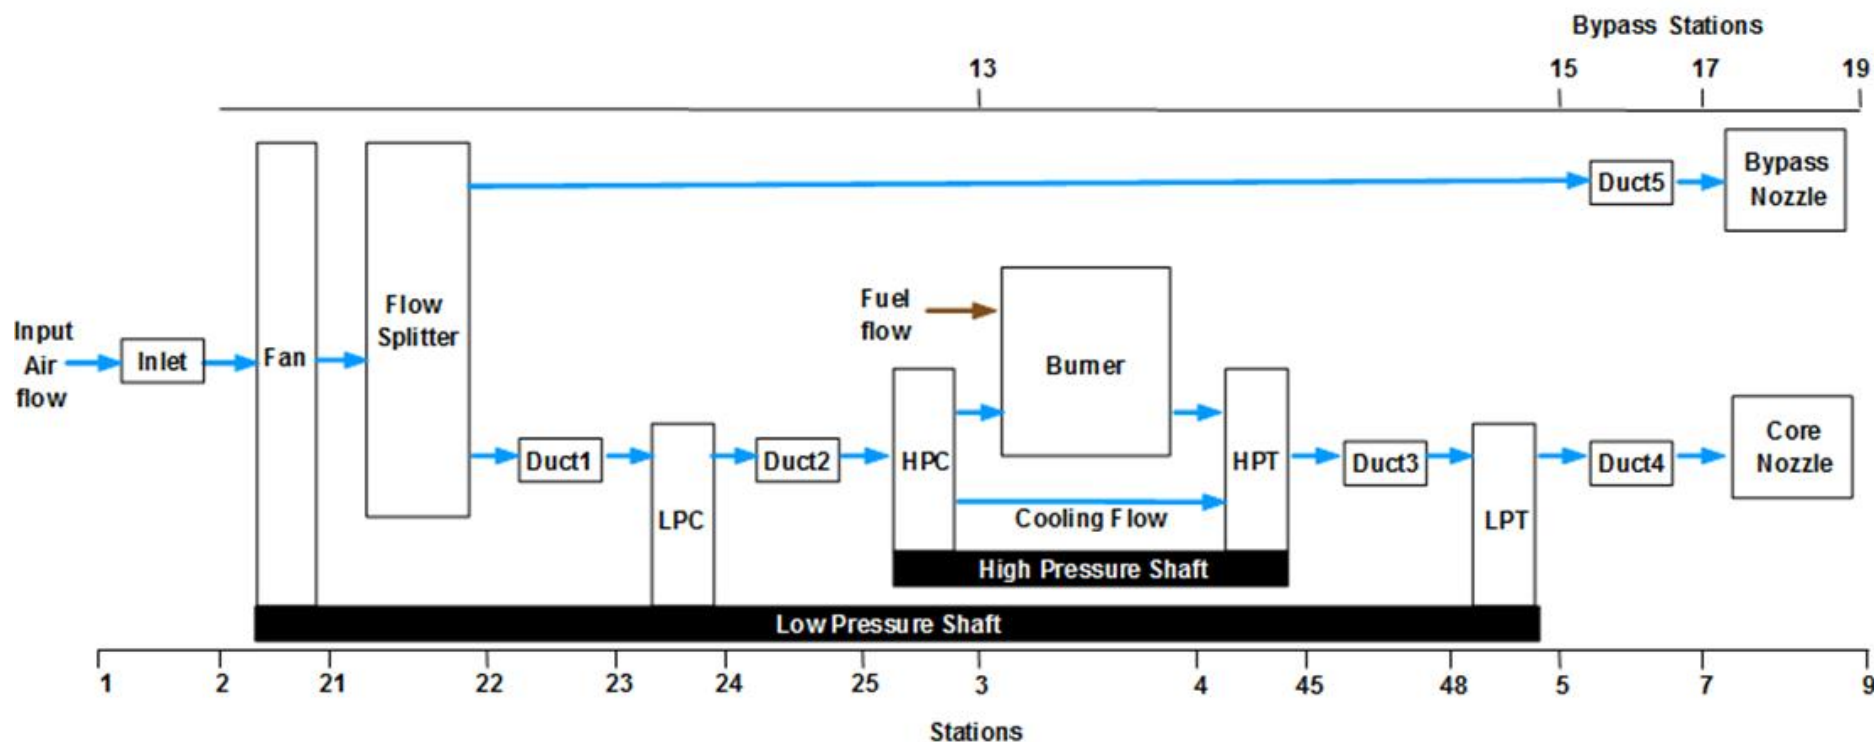 Bypass Stations
13
15
17
19
Input
Air
flow
Inlet
Fan
Flow
Splitter
Duct1
LPC
Duct2
HPC
Fuel
flow
Burner
Cooling Flow
HPT
Duct3
LPT
Duct4
Core
Nozzle
Duct5
Bypass
Nozzle
High Pressure Shaft
Low Pressure Shaft
1
2
21
22
23
24
25
3
4
45
48
5
7
9
Stations